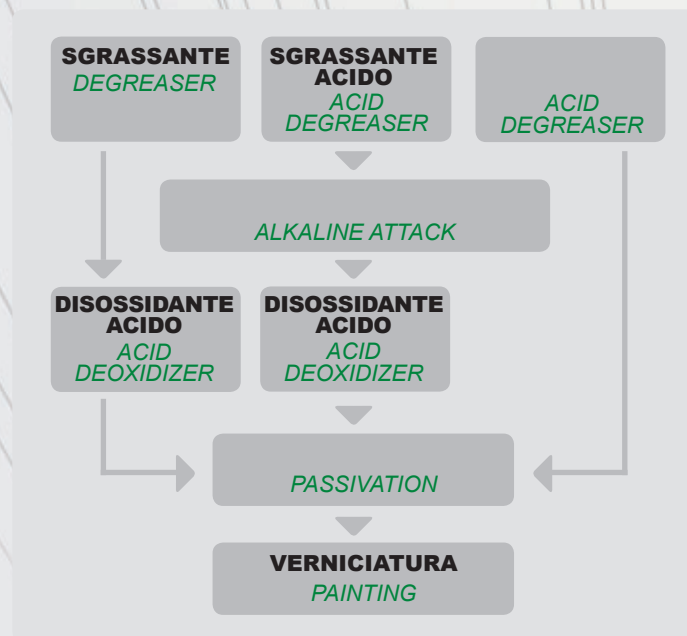 SGRASSANTE
DEGREASER
SGRASSANTE
ACIDO
ACID
DEGREASER
ACID
DEGREASER
ALKALINE ATTACK
DISOSSIDANTE
ACIDO
ACID
DEOXIDIZER
DISOSSIDANTE
ACIDO
ACID
DEOXIDIZER
PASSIVATION
VERNICIATURA
PAINTING